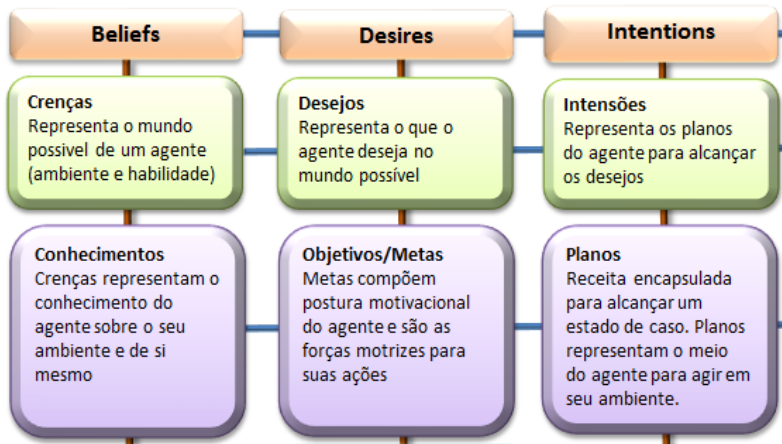 Beliefs
Desires
Intentions
Crenças
Representa o mundo
possivel de um agente
(ambiente e habilidade)
Desejos
Representa o que o
agente deseja no
mundo possível
Intensões
Representa os planos
do agente para alcançar
os desejos
Conhecimentos
Crenças representam o
conhecimento do
agente sobre o seu
ambiente e de si
mesmo
Objetivos/Metas
Metas compõem
postura motivacional
do agente e são as
forças motrizes para
suas ações
Planos
Receita encapsulada
para alcançar um
estado de caso. Planos
representam o meio
do agente para agir em
seu ambiente.